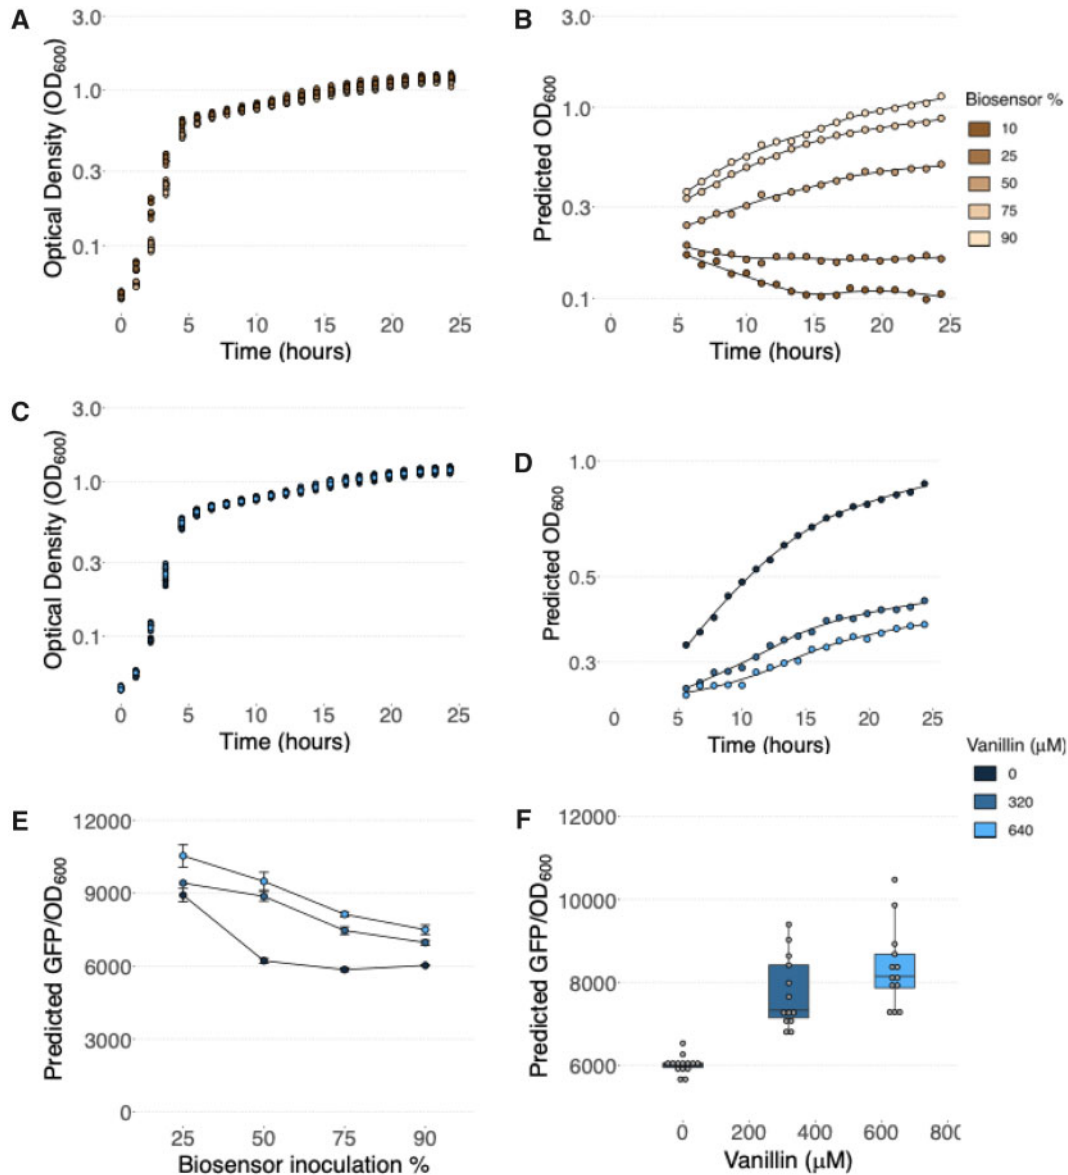 A
Optical Density (OD600)
3.0
1.0
0.3
0.1
0 5 10 15 20 25
Time (hours)
B
Predicted OD600
3.0
1.0
0.3
0.1
0 5 10 15 20 25
Time (hours)
Biosensor %
10
25
50
75
90
C
Optical Density (OD600)
3.0
1.0
0.3
0.1
0 5 10 15 20 25
Time (hours)
D
Predicted OD600
1.0
0.5
0.3
0 5 10 15 20 25
Time (hours)
Vanillin (μM)
0
320
640
E
Predicted GFP/OD600
12000
9000
6000
3000
0
25 50 75 90
Biosensor inoculation %
F
Predicted GFP/OD600
12000
10000
8000
6000
0 200 400 600 800
Vanillin (μM)